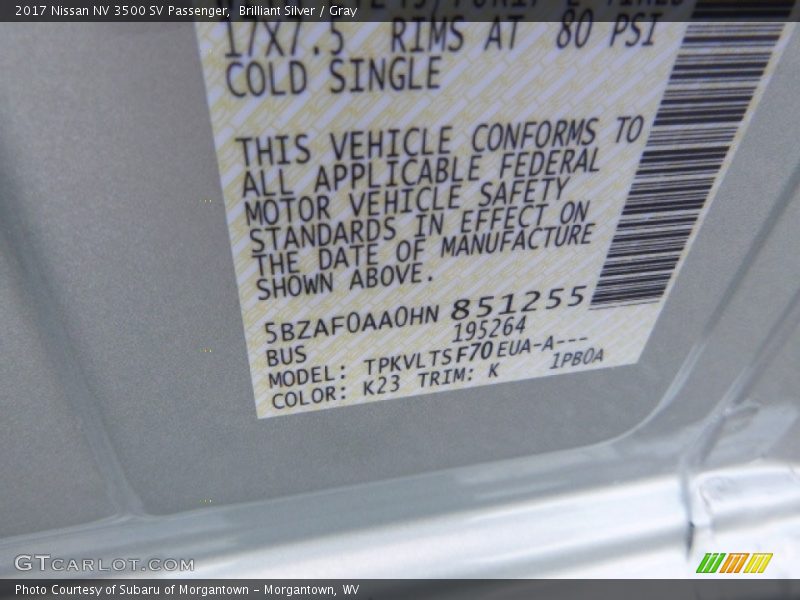 2017 Nissan NV 3500 SV Passenger, Brilliant Silver / Gray
17X7.5 RIMS AT 80 PSI
COLD SINGLE
THIS VEHICLE CONFORMS TO
ALL APPLICABLE FEDERAL
MOTOR VEHICLE SAFETY
STANDARDS IN EFFECT ON
THE DATE OF MANUFACTURE
SHOWN ABOVE.
5BZAF0AA0HN 851255
BUS 195264
MODEL: TPKVLTSF70EUA-A---
COLOR: K23 TRIM: K 1PB0A
GTCARLOT.COM
Photo Courtesy of Subaru of Morgantown - Morgantown, WV